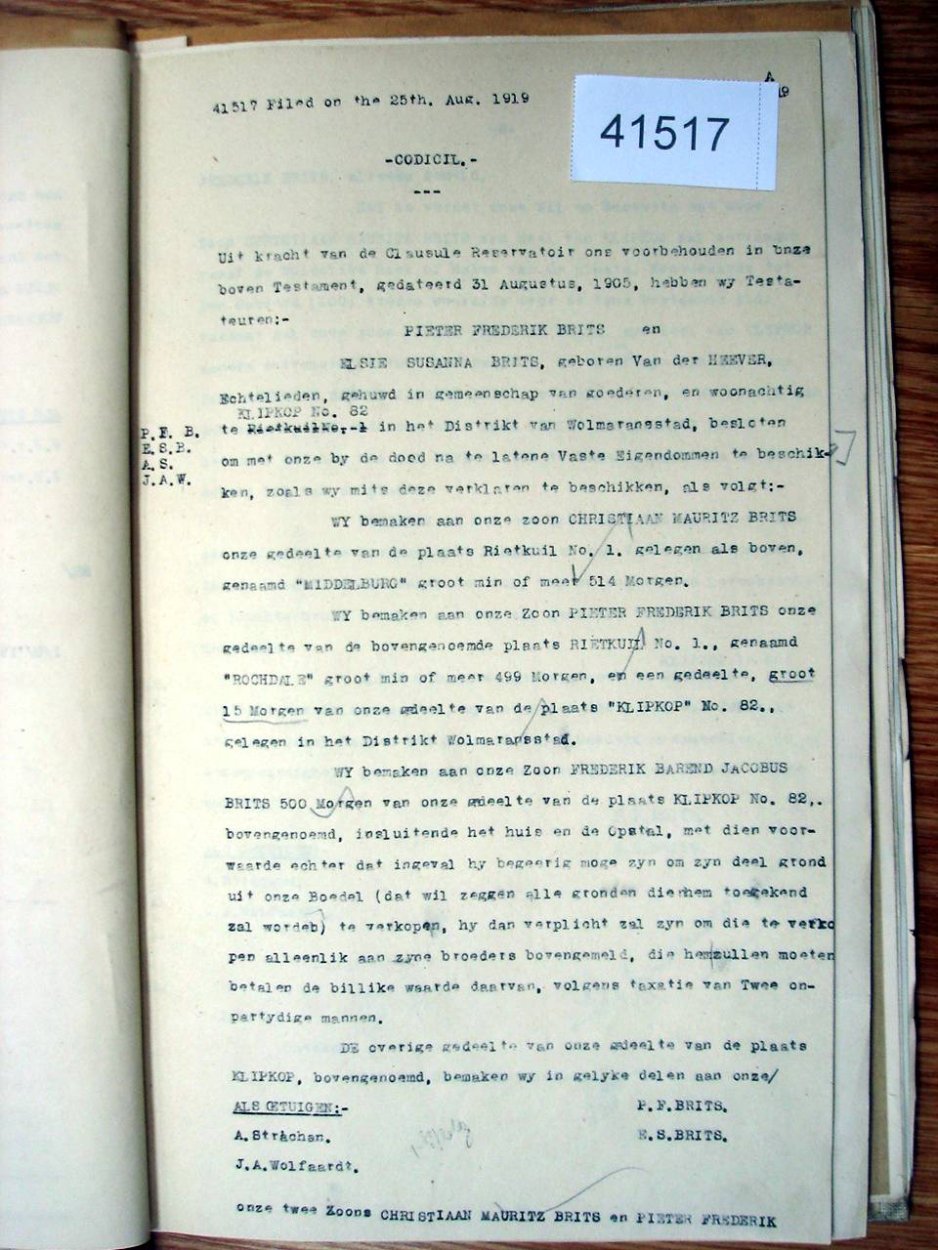 A
19
41517 Filed on the 25th. Aug. 1919
41517
-CODICIL.-
---
Uit kracht van de Clausule Reservatoir ons voorbehouden in onze
boven Testament, gedateerd 31 Augustus, 1905, hebben wy Testa-
teuren:-
PIETER FREDERIK BRITS en
ELSIE SUSANNA BRITS, geboren Van der HEEVER,
Echtelieden, gehuwd in gemeenschap van goederen, en woonachtig
KLIPKOP No. 82
P.F. B.
E.S.B.
A.S.
J.A.W.
te Rietkuil No. 1 in het Distrikt van Wolmaransstad, besloten
om met onze by de dood na te latene Vaste Eigendommen te beschik-
ken, zoals wy mits deze verklaren te beschikken, als volgt:-
WY bemaken aan onze zoon CHRISTIAAN MAURITZ BRITS
onze gedeelte van de plaats Rietkuil No. 1. gelegen als boven,
genaamd "MIDDELBURG" groot min of meer 514 Morgen.
WY bemaken aan onze Zoon PIETER FREDERIK BRITS onze
gedeelte van de bovengenoemde plaats RIETKUIL No. 1., genaamd
"ROCHDALE" groot min of meer 499 Morgen, en een gedeelte, groot
15 Morgen van onze gdeelte van de plaats "KLIPKOP" No. 82.,
gelegen in het Distrikt Wolmaransstad.
WY bemaken aan onze Zoon FREDERIK BAREND JACOBUS
BRITS 500 Morgen van onze gdeelte van de plaats KLIPKOP No. 82,.
bovengenoemd, insluitende het huis en de Opstal, met dien voor-
waarde echter dat ingeval hy begeerig moge zyn om zyn deel grond
uit onze Boedel (dat wil zeggen alle gronden dierhem toegekend
zal worden) te verkopen, hy dan verplicht zal zyn om die te verko
pen alleenlik aan zyne broeders bovengemeld, die hem zullen moeten
betalen de billike waarde daarvan, volgens taxatie van Twee on-
partydige mannen.
DE overige gedeelte van onze gdeelte van de plaats
KLIPKOP, bovengenoemd, bemaken wy in gelyke delen aan onze/
ALS GETUIGEN:- P.F.BRITS.
A.Strachan. E.S.BRITS.
J.A.Wolfaardt.
onze twee Zoons CHRISTIAAN MAURITZ BRITS en PIETER FREDERIK